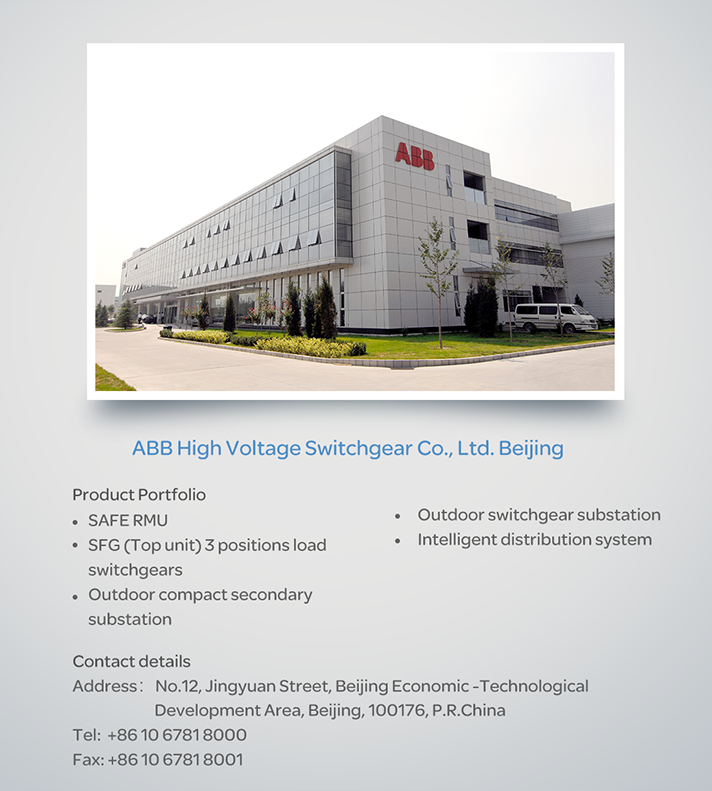 ABB
ABB High Voltage Switchgear Co., Ltd. Beijing
Product Portfolio
• SAFE RMU
• SFG (Top unit) 3 positions load
switchgears
• Outdoor compact secondary
substation
• Outdoor switchgear substation
• Intelligent distribution system
Contact details
Address： No.12, Jingyuan Street, Beijing Economic -Technological
Development Area, Beijing, 100176, P.R.China
Tel: +86 10 6781 8000
Fax: +86 10 6781 8001